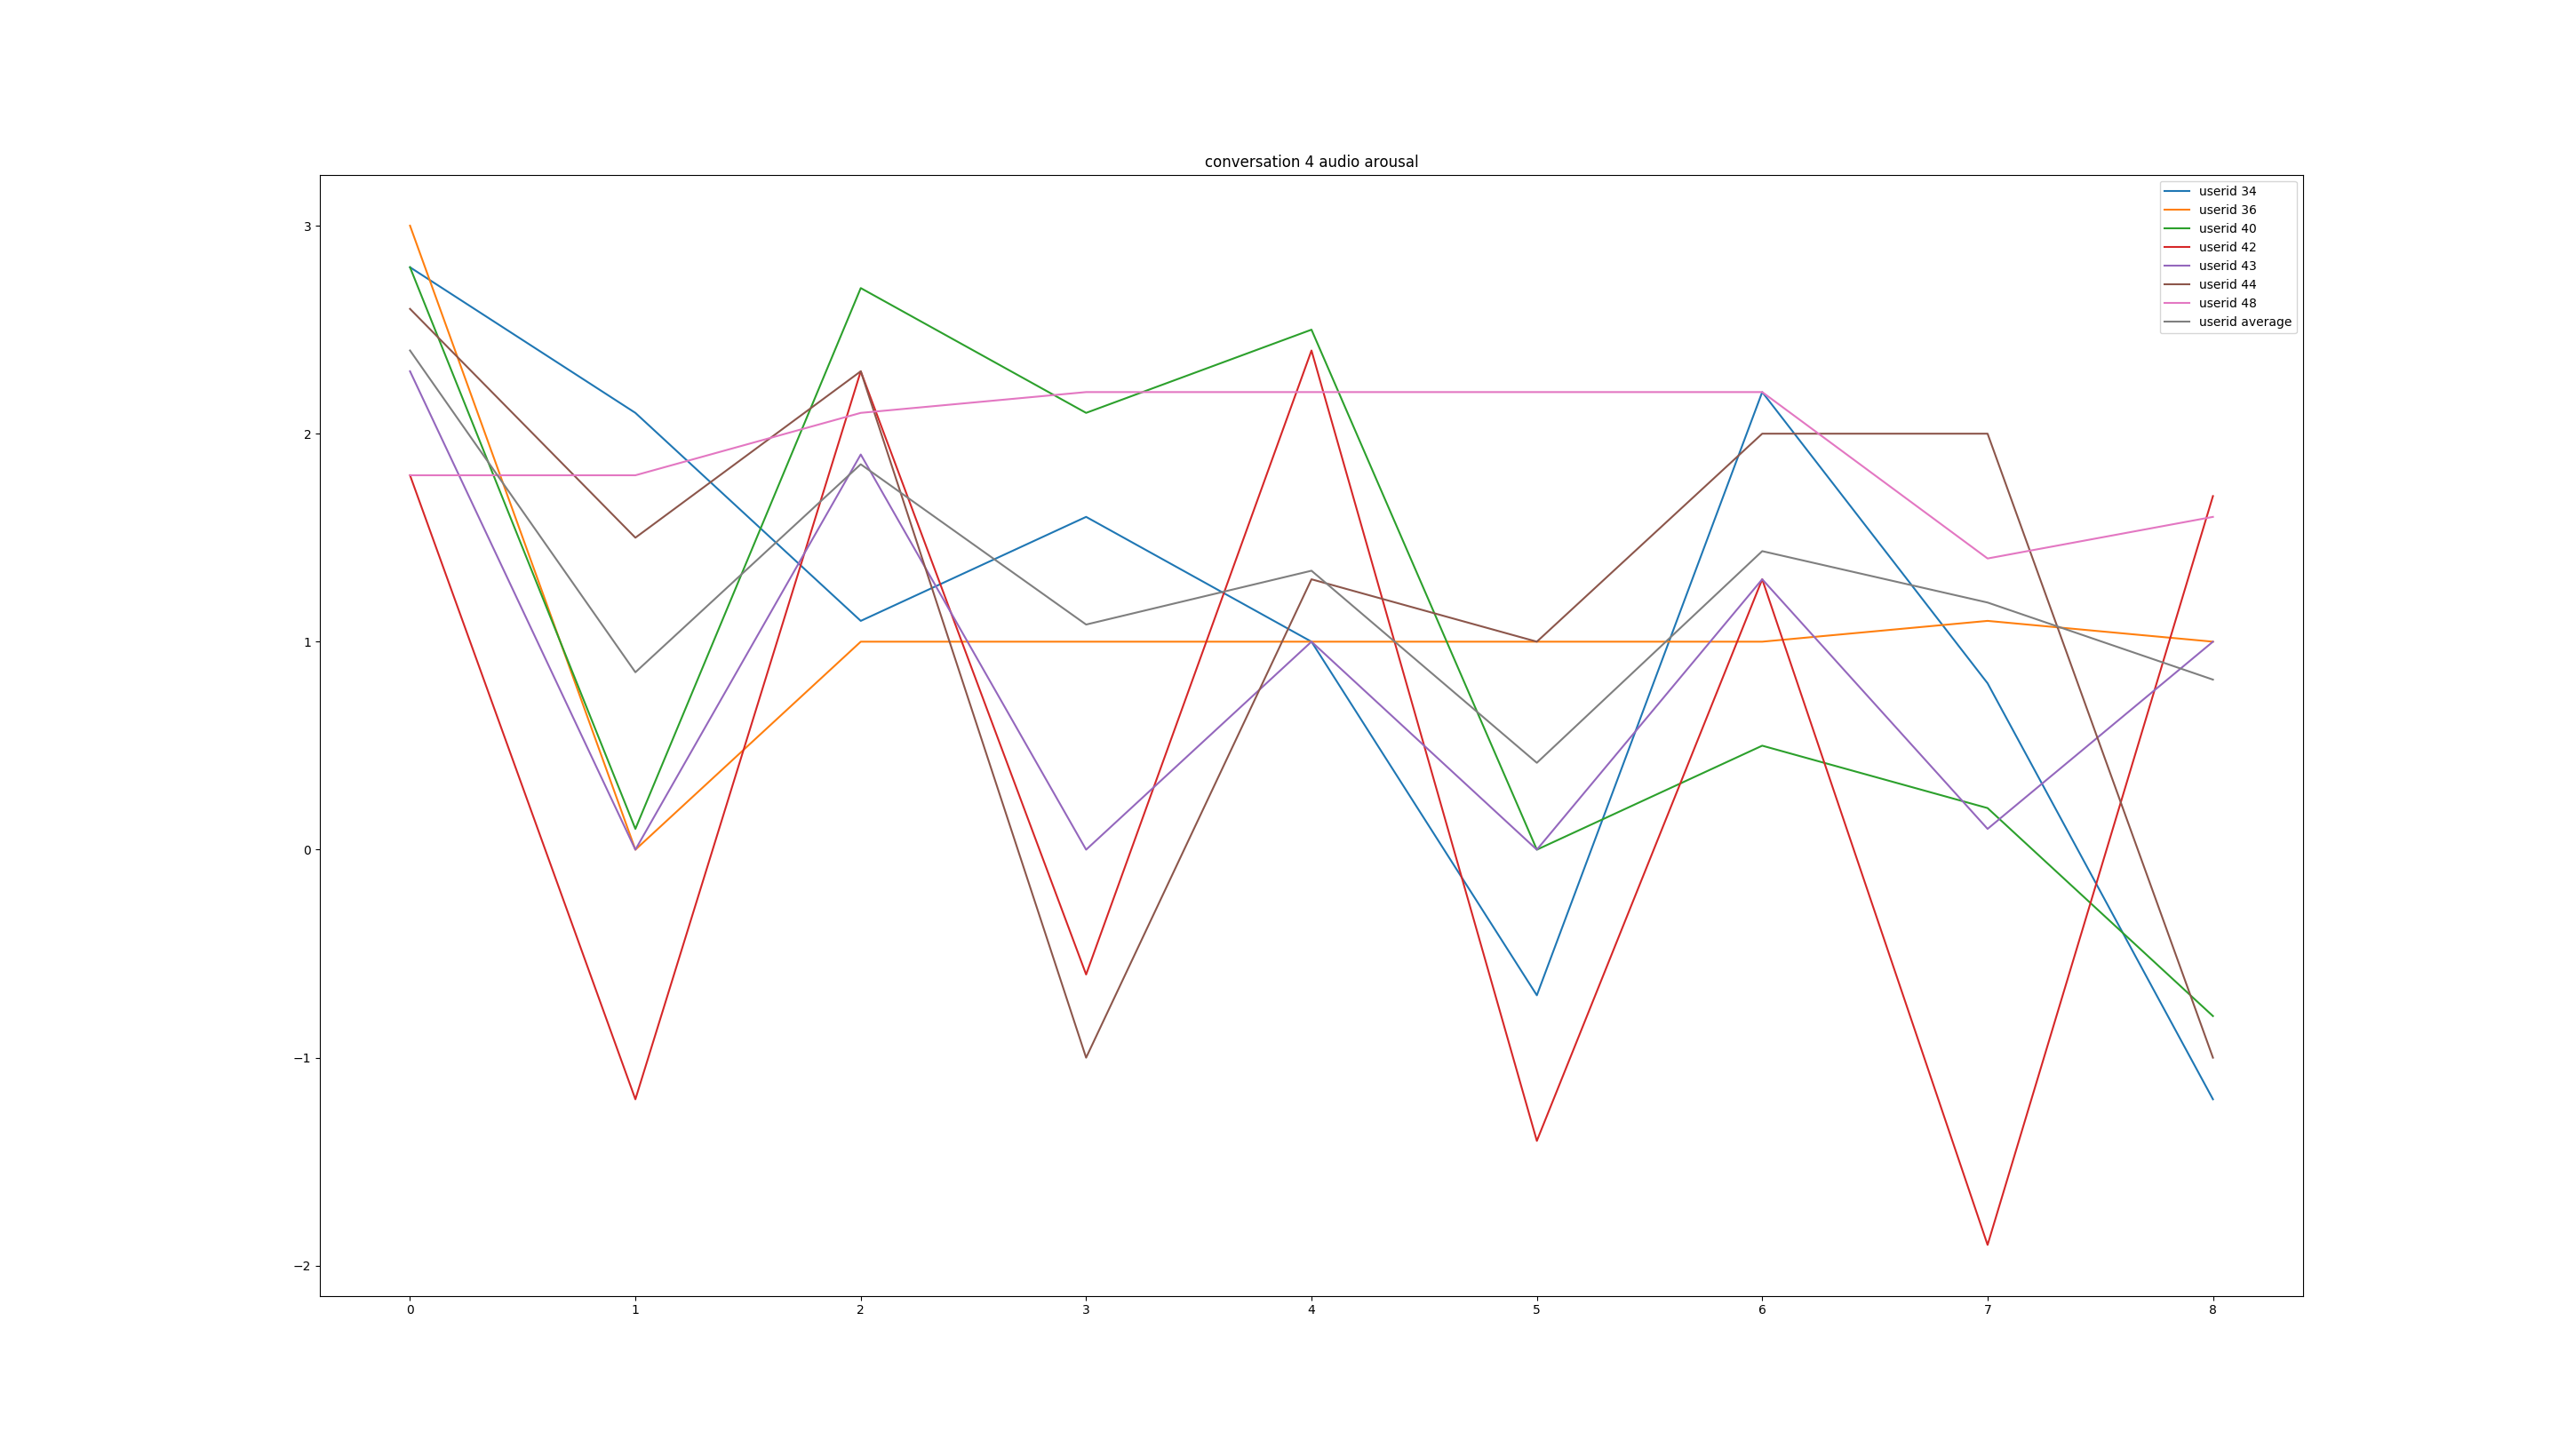 conversation 4 audio arousal
userid 34
userid 36
userid 40
userid 42
userid 43
userid 44
userid 48
userid average
3
2
1
0
−1
−2
0 1 2 3 4 5 6 7 8